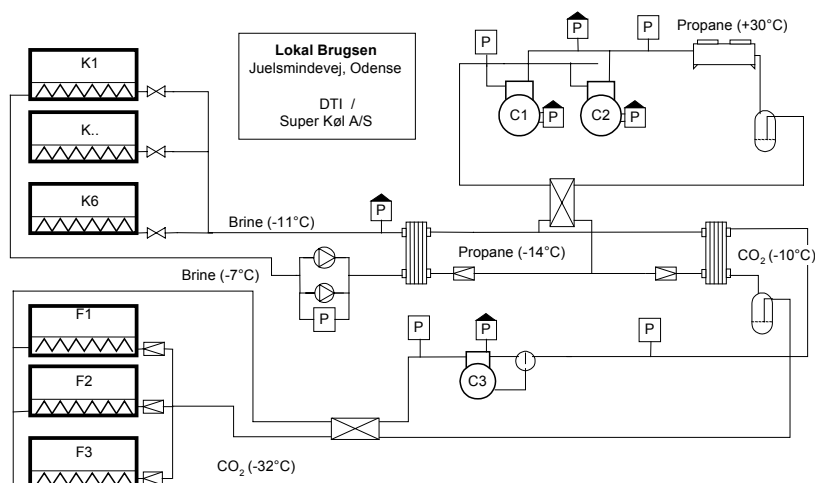 Propane (+30°C)
P
P
P
K1
Lokal Brugsen
Juelsmindevej, Odense
DTI /
Super Køl A/S
C1
P
C2
P
K..
K6
P
Brine (-11°C)
Propane (-14°C)
CO2 (-10°C)
Brine (-7°C)
P
F1
P
P
P
C3
F2
F3
CO2 (-32°C)